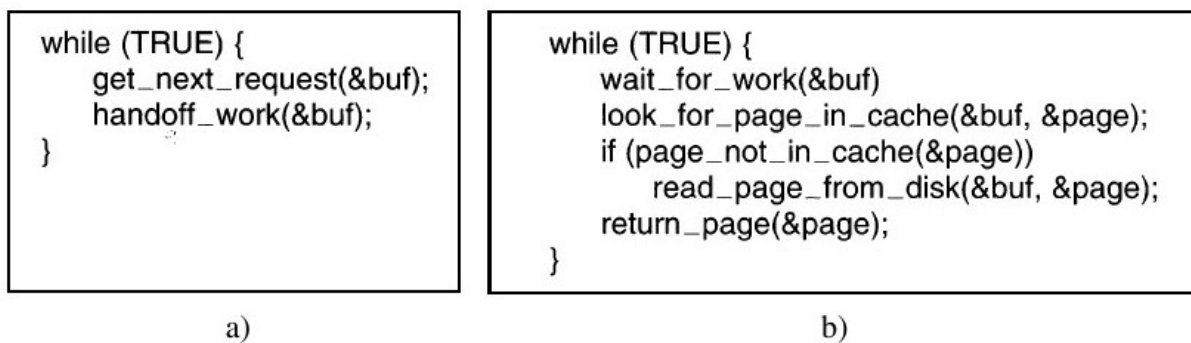 while (TRUE) {
get_next_request(&buf);
handoff_work(&buf);
}
a)
while (TRUE) {
wait_for_work(&buf)
look_for_page_in_cache(&buf, &page);
if (page_not_in_cache(&page))
read_page_from_disk(&buf, &page);
return_page(&page);
}
b)